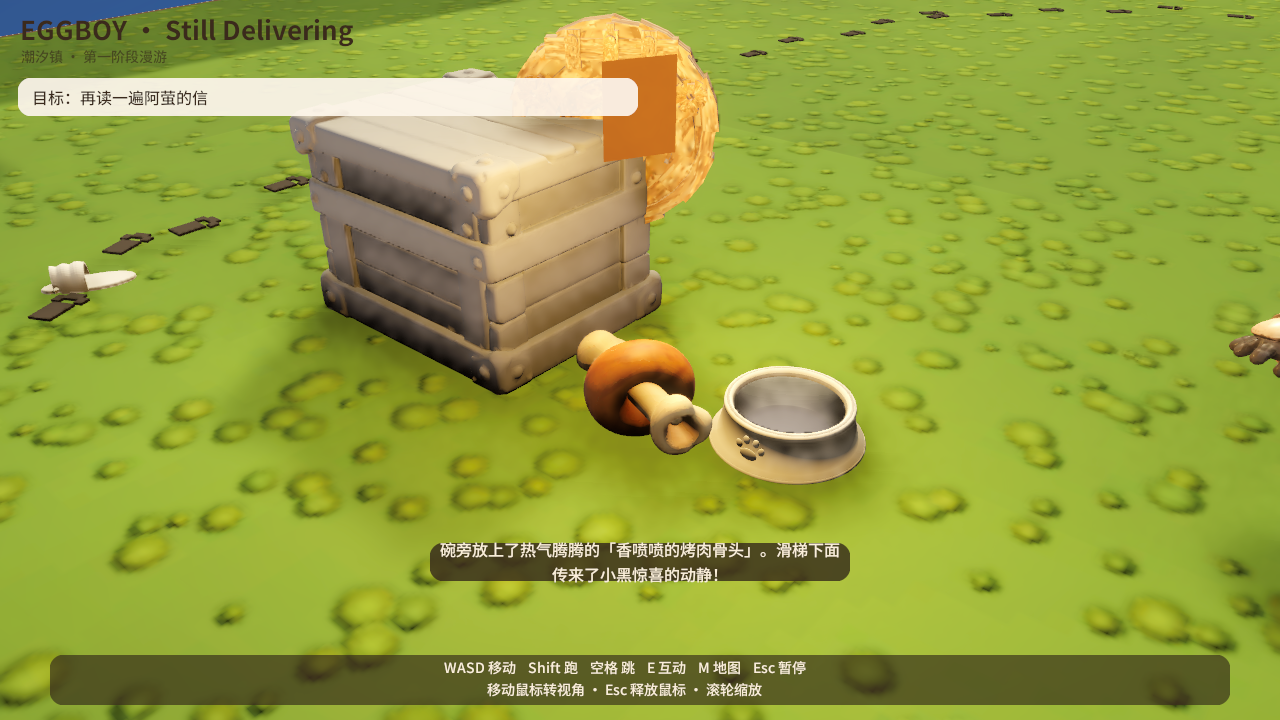 EGGBOY · Still Delivering
潮汐镇 · 第一阶段漫游
目标：再读一遍阿萤的信
碗旁放上了热气腾腾的「香喷喷的烤肉骨头」。滑梯下面
传来了小黑惊喜的动静！
WASD 移动 Shift 跑 空格 跳 E 互动 M 地图 Esc 暂停
移动鼠标转视角 · Esc 释放鼠标 · 滚轮缩放